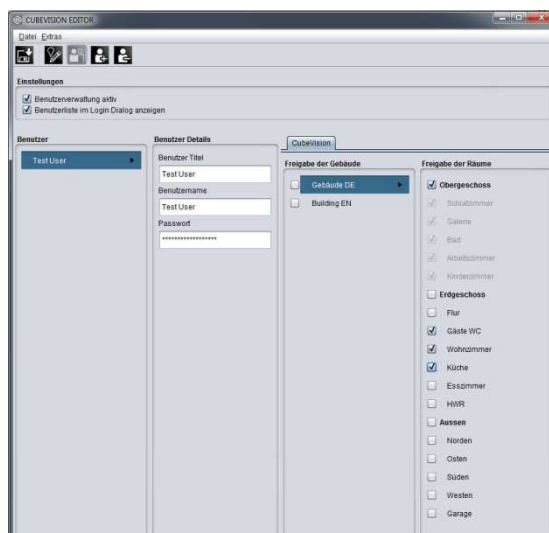 CUBEVISION EDITOR
Datei Extras
Einstellungen
Benutzerverwaltung aktiv
Benutzerliste im Login Dialog anzeigen
Benutzer
Test User
Benutzer Details
Benutzer Titel
Test User
Benutzername
Test User
Passwort
******************
CubeVision
Freigabe der Gebäude
Gebäude DE
Building EN
Freigabe der Räume
Obergeschoss
Schlafzimmer
Galerie
Bad
Arbeitszimmer
Kinderzimmer
Erdgeschoss
Flur
Gäste WC
Wohnzimmer
Küche
Esszimmer
HWR
Aussen
Norden
Osten
Süden
Westen
Garage